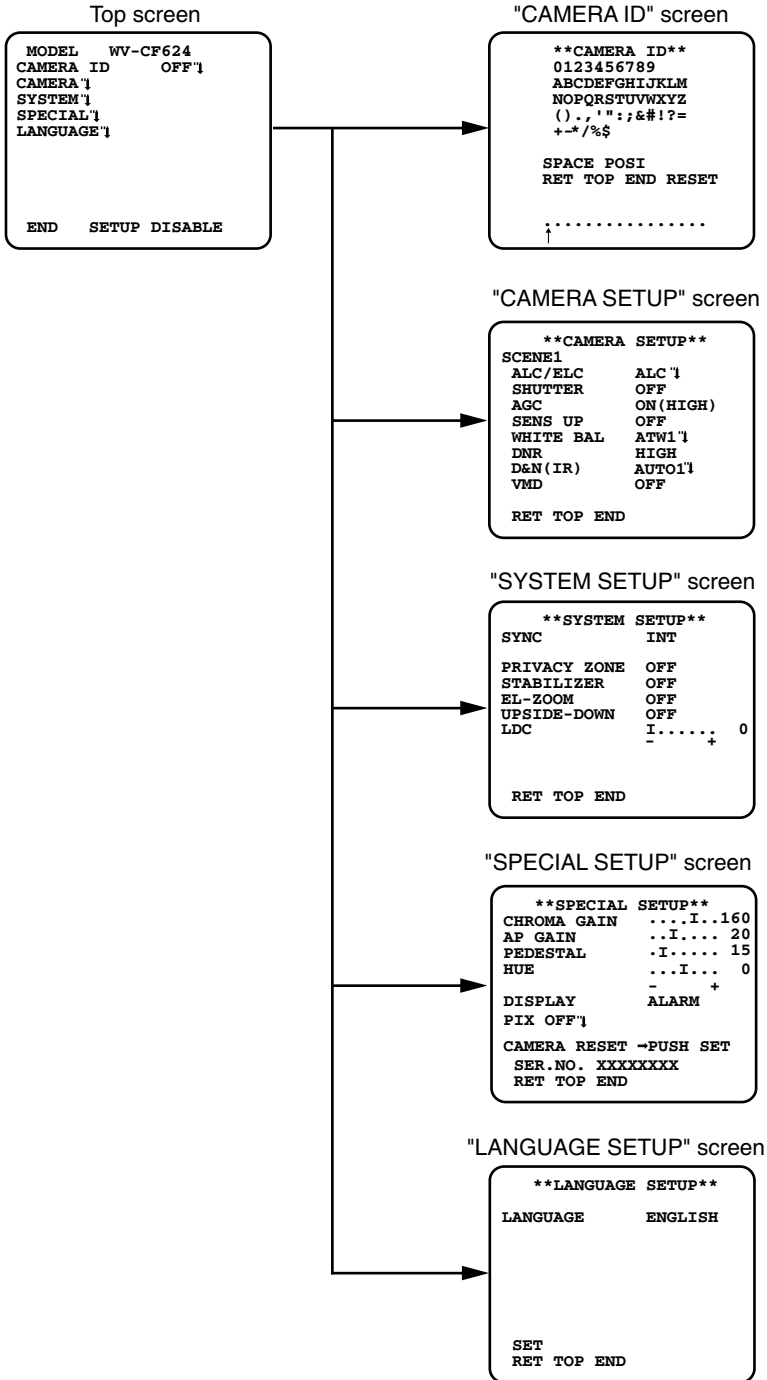 Top screen
MODEL WV-CF624
CAMERA ID OFF
CAMERA
SYSTEM
SPECIAL
LANGUAGE
END SETUP DISABLE
"CAMERA ID" screen
**CAMERA ID**
0123456789
ABCDEFGHIJKLM
NOPQRSTUVWXYZ
().,'":;&#!?=
+-*/%$
SPACE POSI
RET TOP END RESET
................
↑
"CAMERA SETUP" screen
**CAMERA SETUP**
SCENE1
ALC/ELC ALC
SHUTTER OFF
AGC ON(HIGH)
SENS UP OFF
WHITE BAL ATW1
DNR HIGH
D&N(IR) AUTO1
VMD OFF
RET TOP END
"SYSTEM SETUP" screen
**SYSTEM SETUP**
SYNC INT
PRIVACY ZONE OFF
STABILIZER OFF
EL-ZOOM OFF
UPSIDE-DOWN OFF
LDC I...... 0
- +
RET TOP END
"SPECIAL SETUP" screen
**SPECIAL SETUP**
CHROMA GAIN ....I..160
AP GAIN ..I.... 20
PEDESTAL .I..... 15
HUE ...I... 0
- +
DISPLAY ALARM
PIX OFF
CAMERA RESET →PUSH SET
SER.NO. XXXXXXXX
RET TOP END
"LANGUAGE SETUP" screen
**LANGUAGE SETUP**
LANGUAGE ENGLISH
SET
RET TOP END